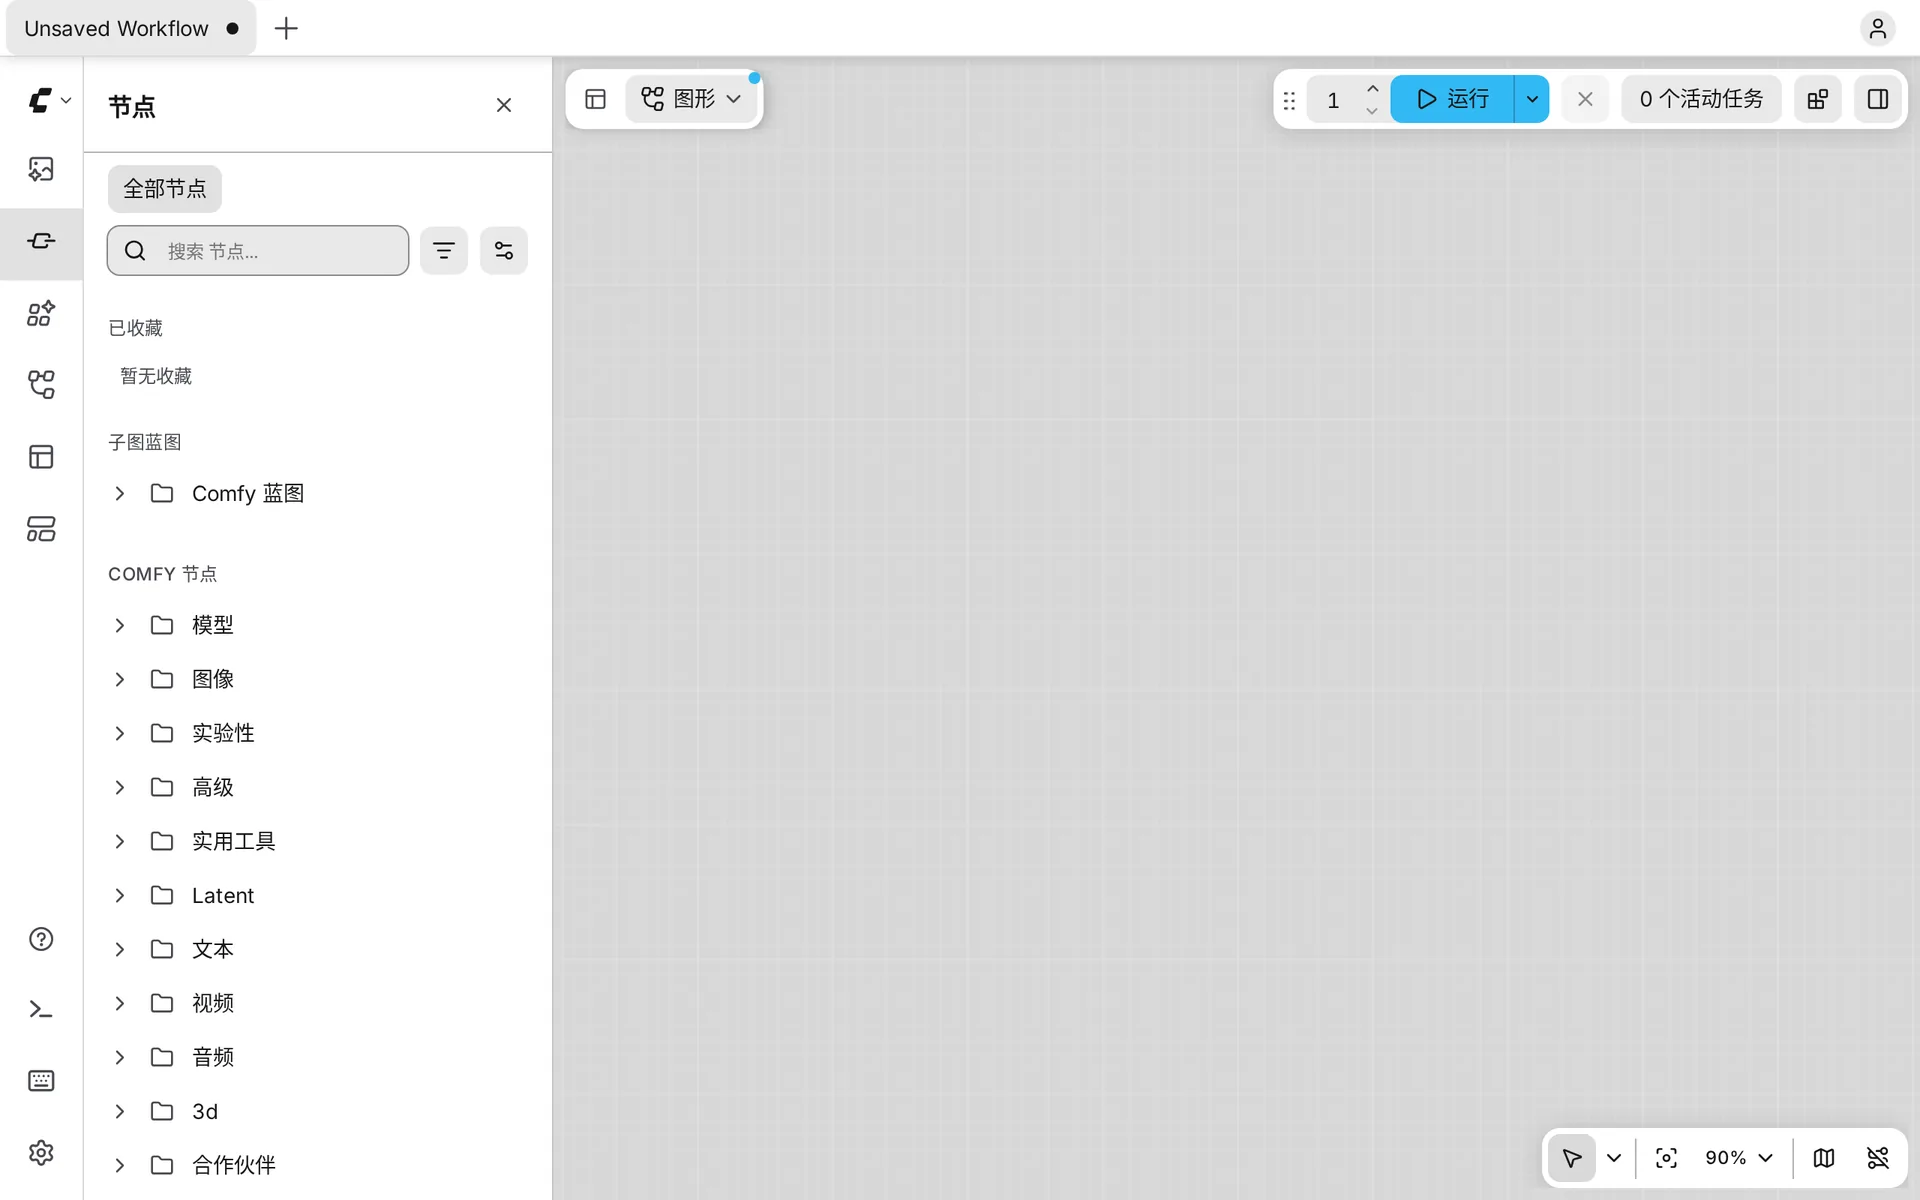 Unsaved Workflow
节点
图形
1
运行
0 个活动任务
全部节点
搜索 节点...
已收藏
暂无收藏
子图蓝图
Comfy 蓝图
COMFY 节点
模型
图像
实验性
高级
实用工具
Latent
文本
视频
音频
3d
合作伙伴
90%